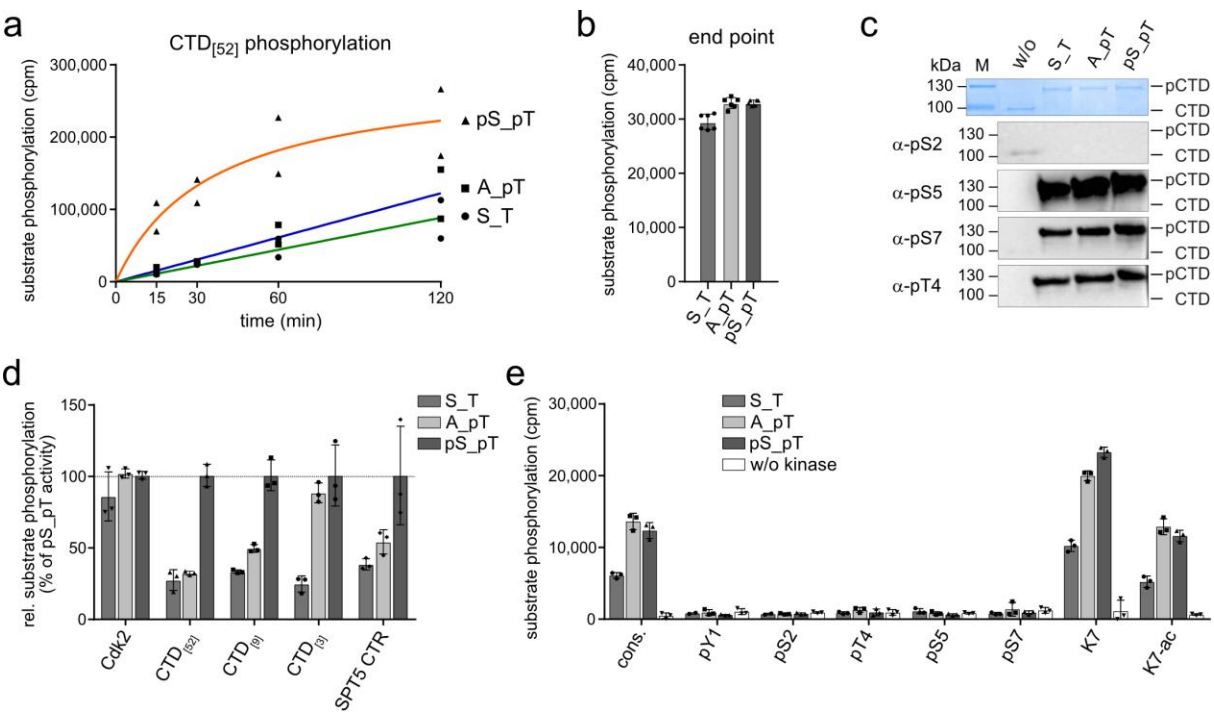 a
CTD[52] phosphorylation
substrate phosphorylation (cpm)
300,000
200,000
100,000
0
0 15 30 60 120
time (min)
pS_pT
A_pT
S_T
b
end point
substrate phosphorylation (cpm)
40,000
30,000
20,000
10,000
0
S_T A_pT pS_pT
c
kDa M w/o S_T A_pT pS_pT
130 pCTD
100 CTD
α-pS2 130 pCTD
100 CTD
α-pS5 130 pCTD
100 CTD
α-pS7 130 pCTD
100 CTD
α-pT4 130 pCTD
100 CTD
d
rel. substrate phosphorylation
(% of pS_pT activity)
150
100
50
0
S_T
A_pT
pS_pT
Cdk2 CTD[52] CTD[9] CTD[3] SPT5 CTR
e
substrate phosphorylation (cpm)
30,000
20,000
10,000
0
S_T
A_pT
pS_pT
w/o kinase
cons. pY1 pS2 pT4 pS5 pS7 K7 K7-ac